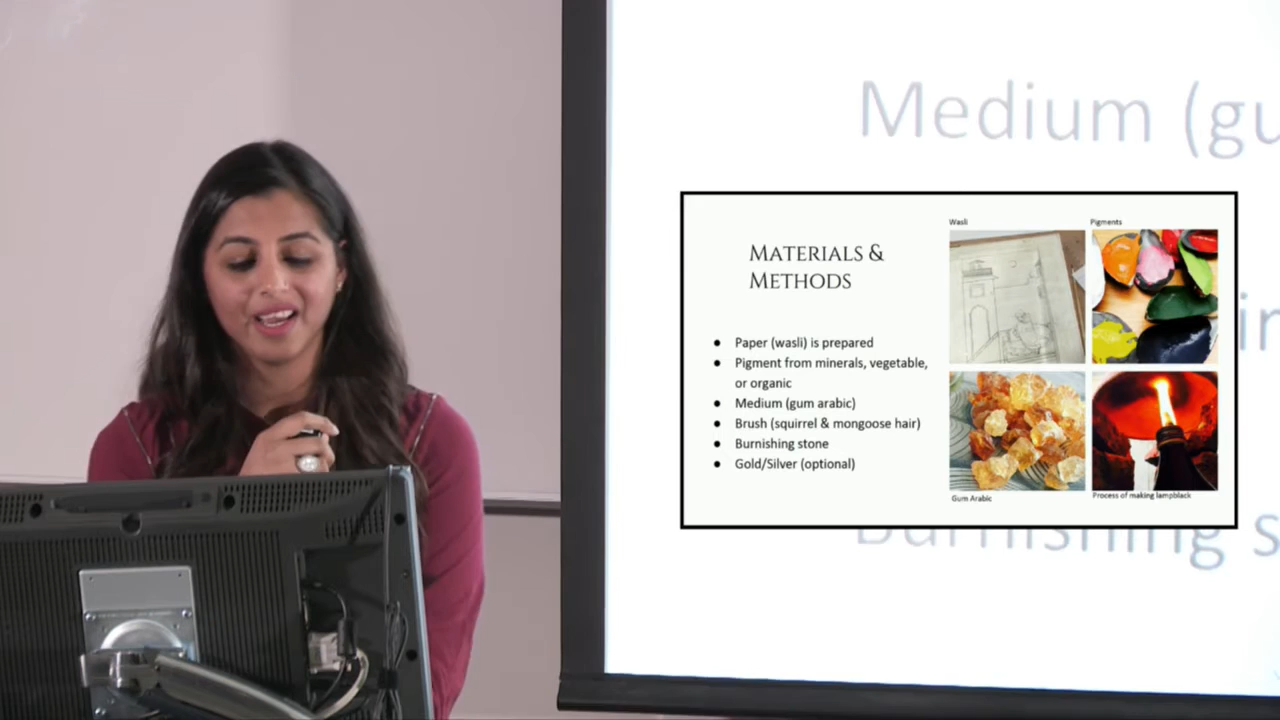 Medium (gu
MATERIALS &
METHODS
● Paper (wasli) is prepared
● Pigment from minerals, vegetable,
or organic
● Medium (gum arabic)
● Brush (squirrel & mongoose hair)
● Burnishing stone
● Gold/Silver (optional)
Wasli
Pigments
Gum Arabic
Process of making lampblack
Burnishing s